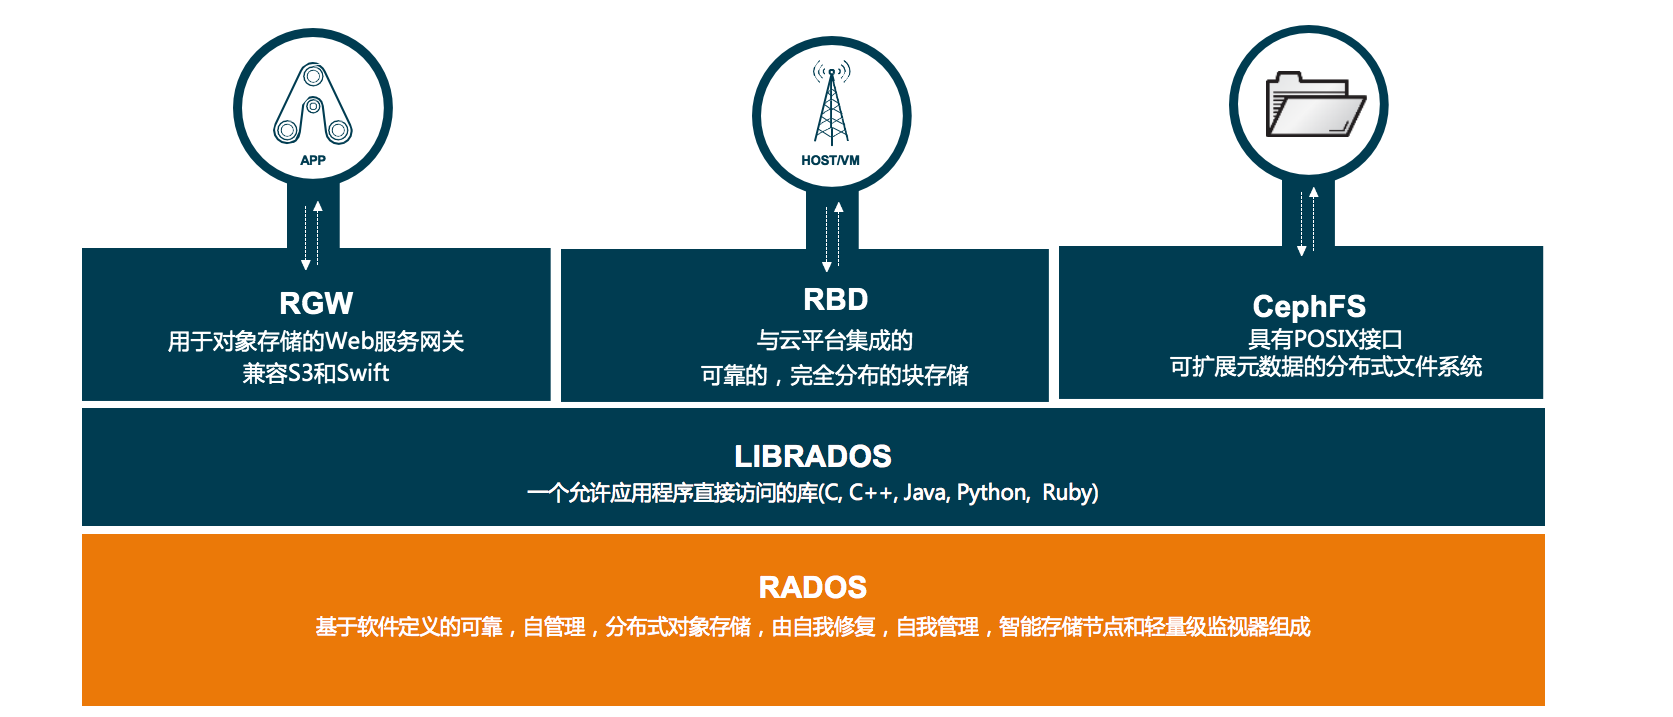 APP
HOST/VM
RGW
用于对象存储的Web服务网关
兼容S3和Swift
RBD
与云平台集成的
可靠的，完全分布的块存储
CephFS
具有POSIX接口
可扩展元数据的分布式文件系统
LIBRADOS
一个允许应用程序直接访问的库(C, C++, Java, Python,  Ruby)
RADOS
基于软件定义的可靠，自管理，分布式对象存储，由自我修复，自我管理，智能存储节点和轻量级监视器组成